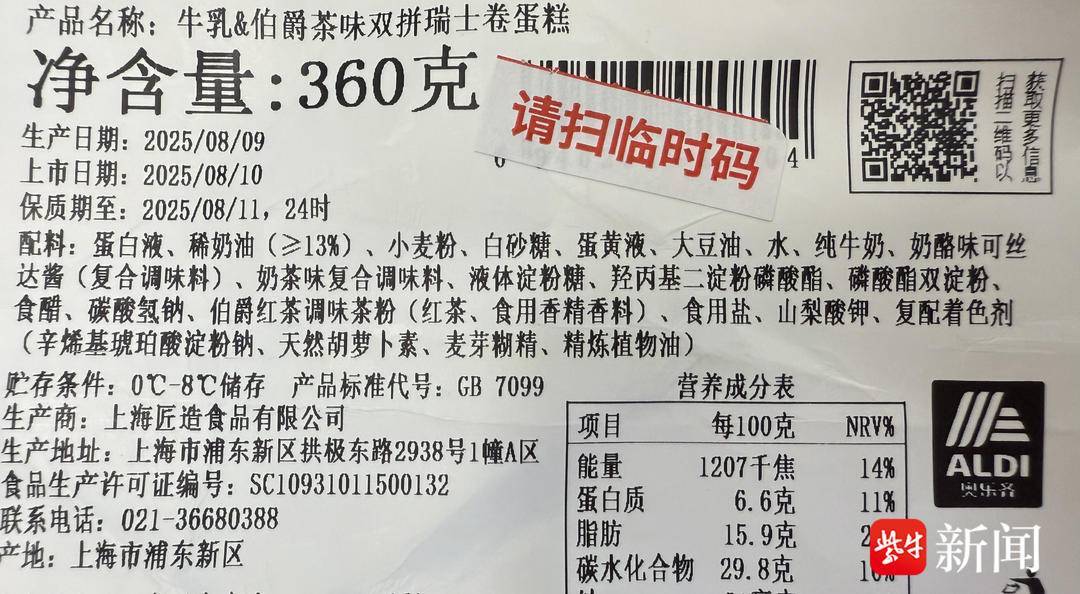 产品名称：牛乳&伯爵茶味双拼瑞士卷蛋糕
净含量：360克
请扫临时码
4
获取更多信息
扫描二维码以
生产日期：2025/08/09
上市日期：2025/08/10
保质期至：2025/08/11，24时
配料：蛋白液、稀奶油（≥13%）、小麦粉、白砂糖、蛋黄液、大豆油、水、纯牛奶、奶酪味可丝
达酱（复合调味料）、奶茶味复合调味料、液体淀粉糖、羟丙基二淀粉磷酸酯、磷酸酯双淀粉、
食醋、碳酸氢钠、伯爵红茶调味茶粉（红茶、食用香精香料）、食用盐、山梨酸钾、复配着色剂
（辛烯基琥珀酸淀粉钠、天然胡萝卜素、麦芽糊精、精炼植物油）
贮存条件：0℃-8℃储存 产品标准代号：GB 7099
生产商：上海匠造食品有限公司
生产地址：上海市浦东新区拱极东路2938号1幢A区
食品生产许可证编号：SC10931011500132
联系电话：021-36680388
产地：上海市浦东新区
营养成分表
项目 每100克 NRV%
能量 1207千焦 14%
蛋白质 6.6克 11%
脂肪 15.9克
碳水化合物 29.8克 10%
ALDI
奥乐齐
紫牛新闻